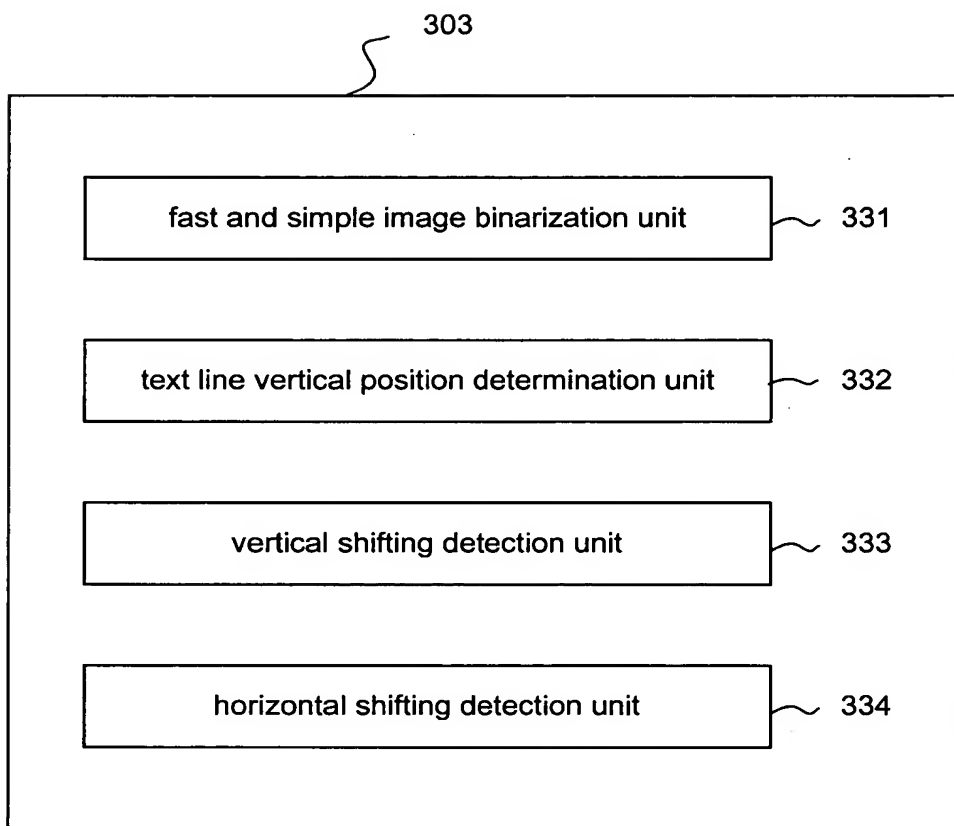 303
fast and simple image binarization unit 331
text line vertical position determination unit 332
vertical shifting detection unit 333
horizontal shifting detection unit 334